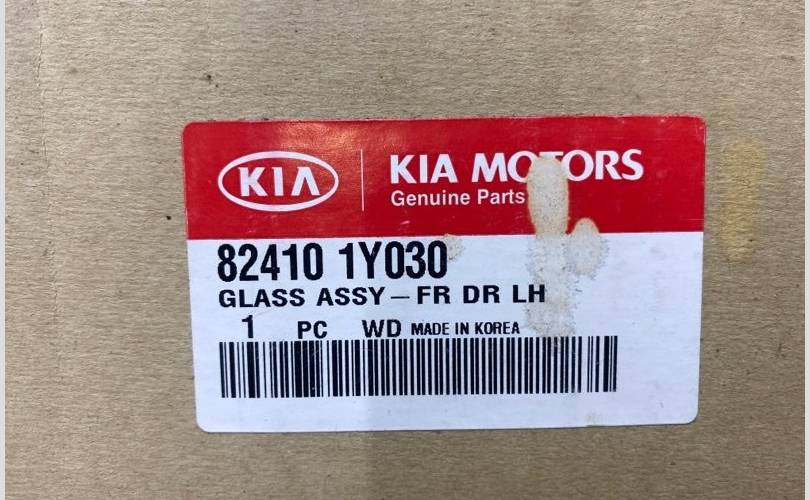 KIA
KIA MOTORS
Genuine Parts
82410 1Y030
GLASS ASSY-FR DR LH
1 PC WD MADE IN KOREA